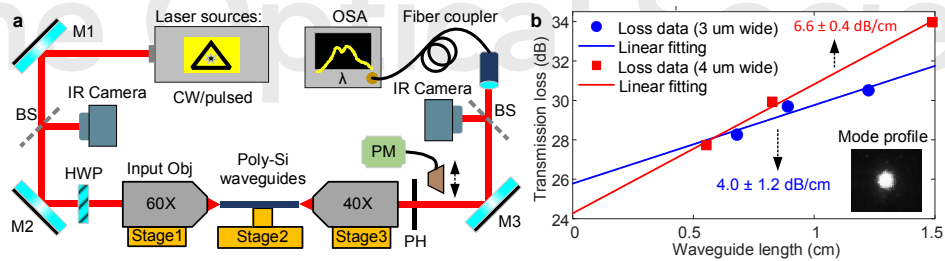 The Optical Society
a
M1
Laser sources:
CW/pulsed
OSA
λ
Fiber coupler
BS
IR Camera
IR Camera
BS
HWP
Input Obj
Poly-Si
waveguides
PM
M2
60X
40X
M3
Stage1
Stage2
Stage3
PH
b
34
32
30
28
26
24
Transmission loss (dB)
Loss data (3 um wide)
Linear fitting
Loss data (4 um wide)
Linear fitting
6.6 ± 0.4 dB/cm
4.0 ± 1.2 dB/cm
Mode profile
0
0.5
1
1.5
Waveguide length (cm)